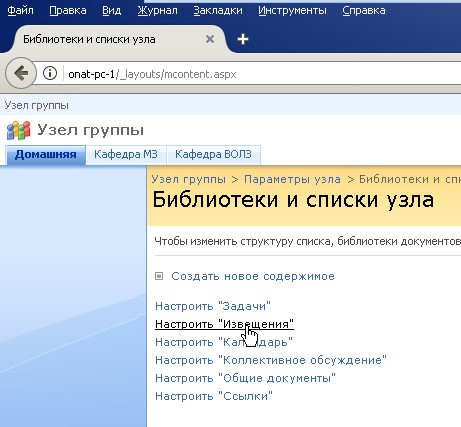 Файл Правка Вид Журнал Закладки Инструменты Справка
Библиотеки и списки узла
onat-pc-1/_layouts/mcontent.aspx
Узел группы
Узел группы
Домашняя Кафедра МЗ Кафедра ВОЛЗ
Узел группы > Параметры узла > Библиотеки и спи
Библиотеки и списки узла
Чтобы изменить структуру списка, библиотеки документов
Создать новое содержимое
Настроить "Задачи"
Настроить "Извещения"
Настроить "Календарь"
Настроить "Коллективное обсуждение"
Настроить "Общие документы"
Настроить "Ссылки"